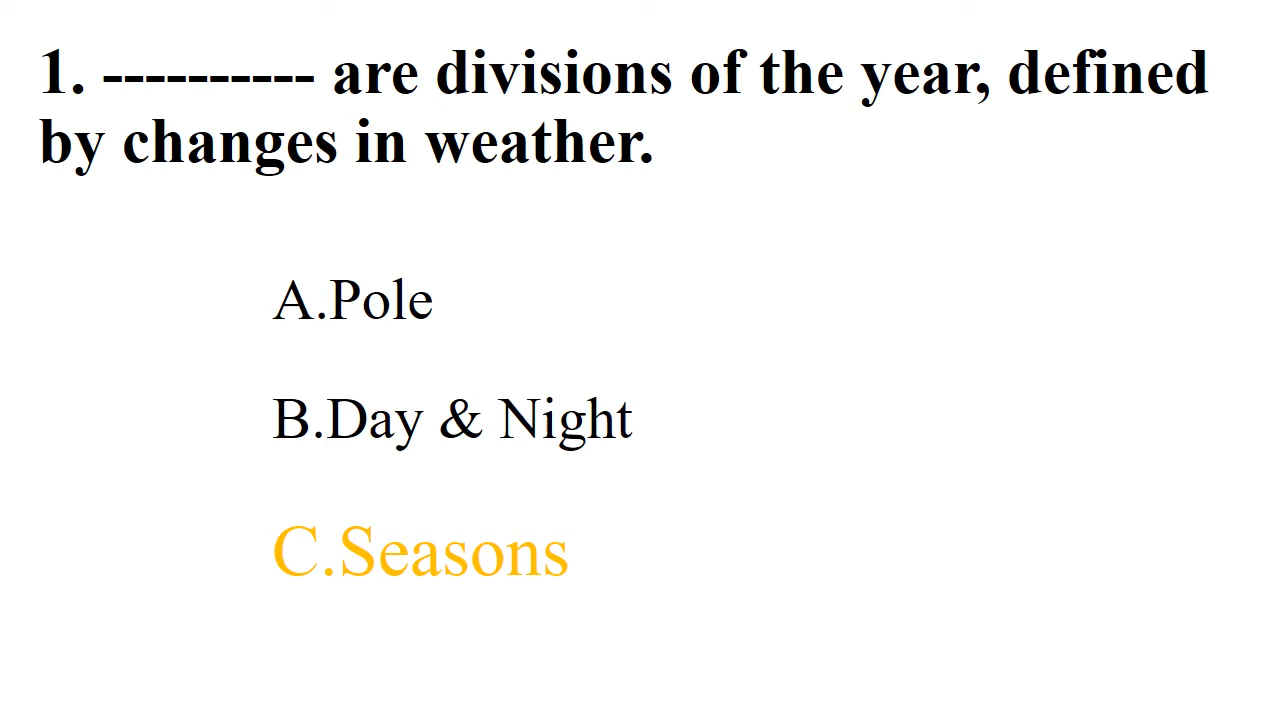 1. ---------- are divisions of the year, defined
by changes in weather.
A.Pole
B.Day & Night
C.Seasons